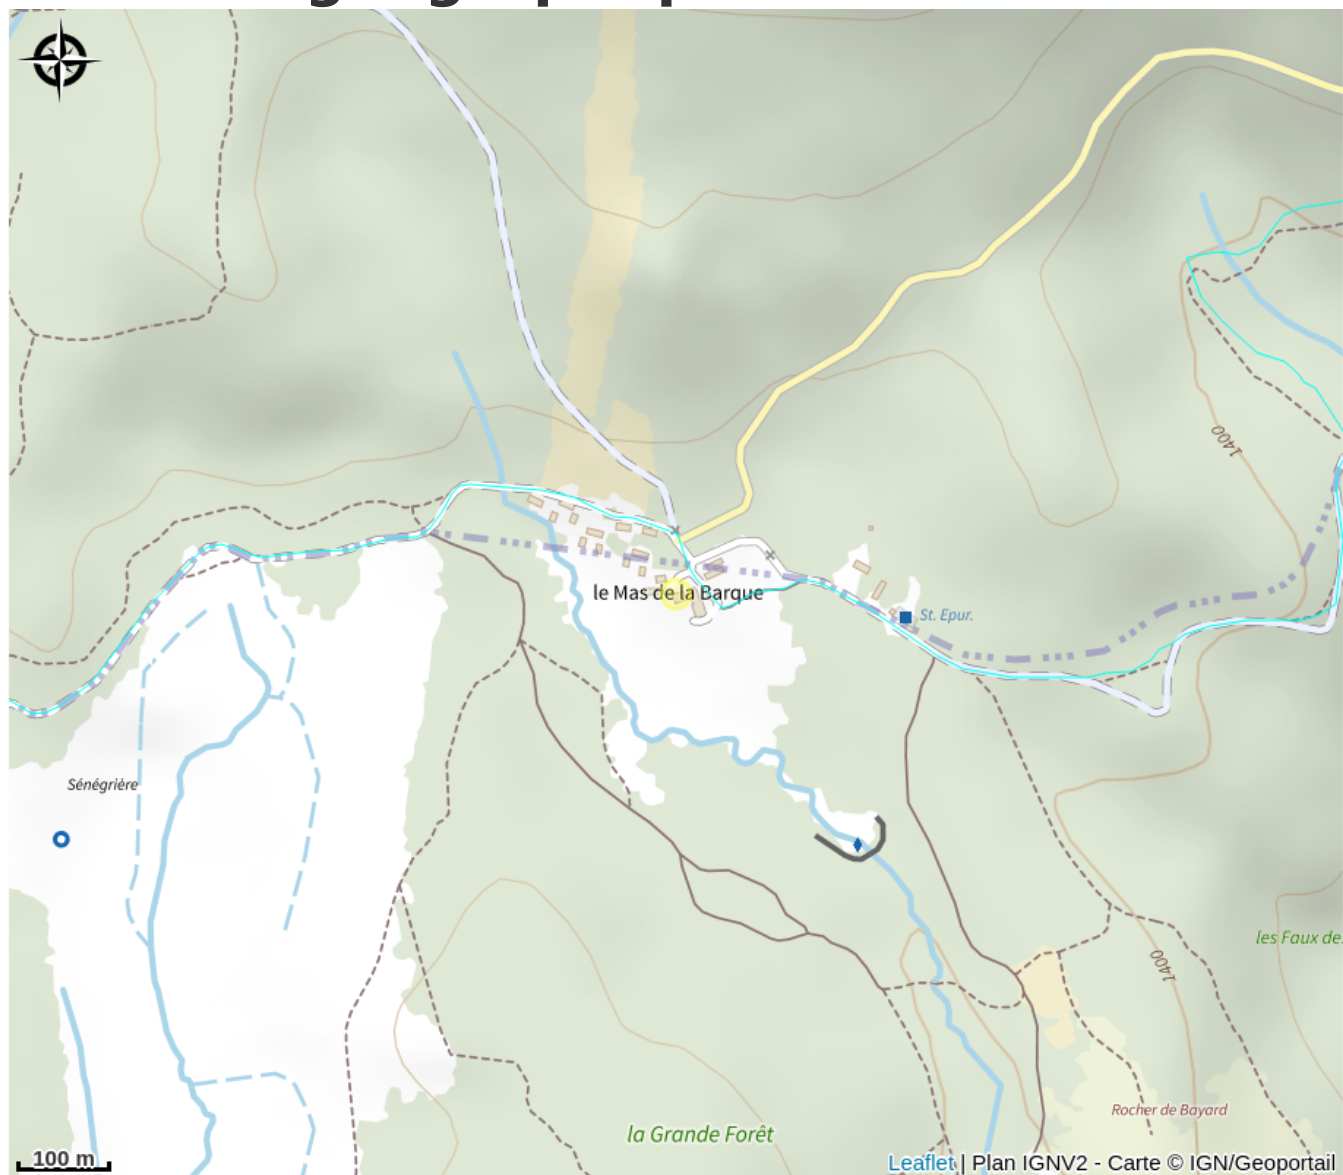 1400
le Mas de la Barque
St. Epur.
Sénégrière
les Faux de
1400
Rocher de Bayard
la Grande Forêt
100 m
Leaflet | Plan IGNV2 - Carte © IGN/Geoportail